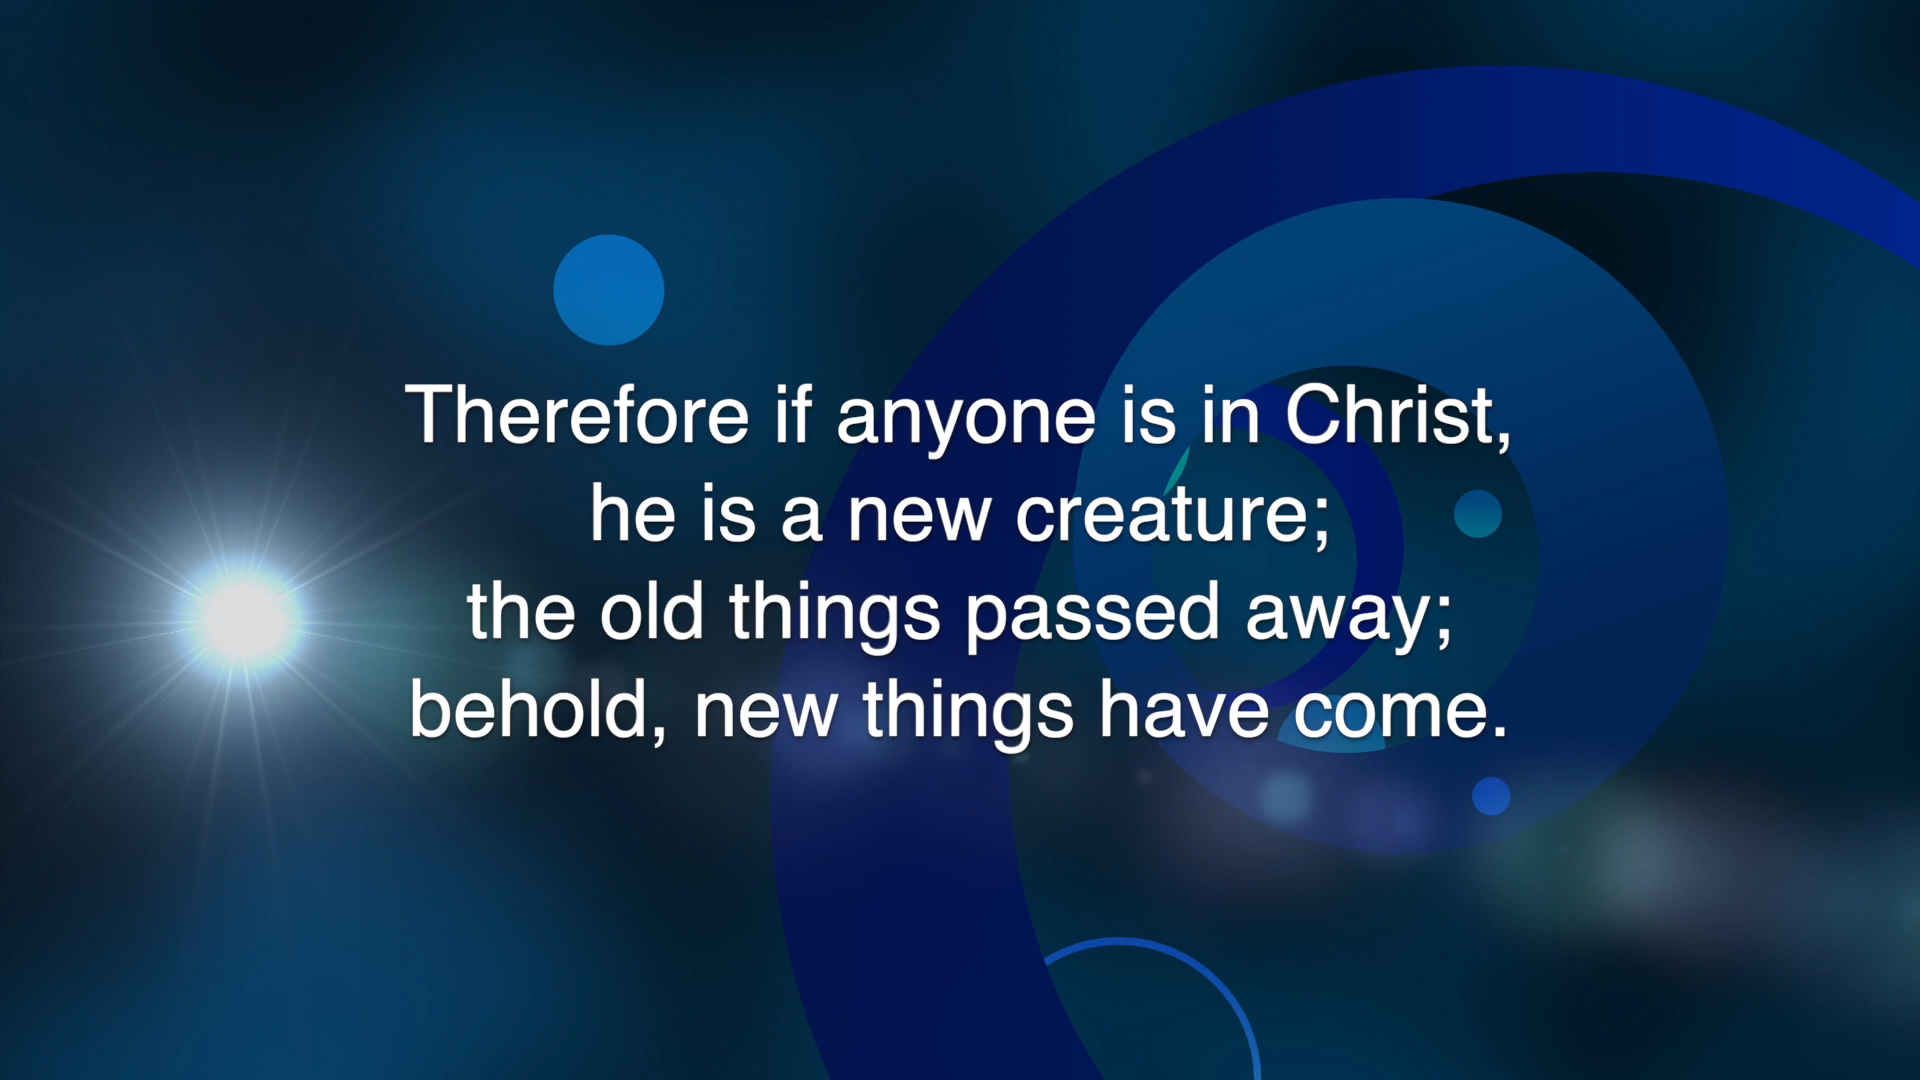 Therefore if anyone is in Christ,
he is a new creature;
the old things passed away;
behold, new things have come.